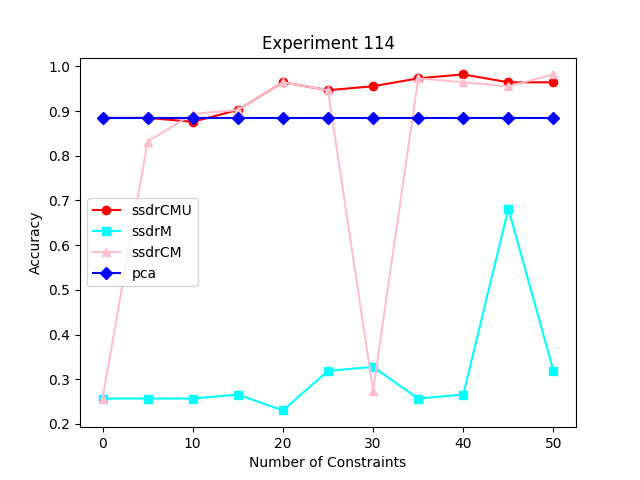 Experiment 114
1.0
0.9
0.8
0.7
0.6
0.5
0.4
0.3
0.2
Accuracy
ssdrCMU
ssdrM
ssdrCM
pca
0 10 20 30 40 50
Number of Constraints